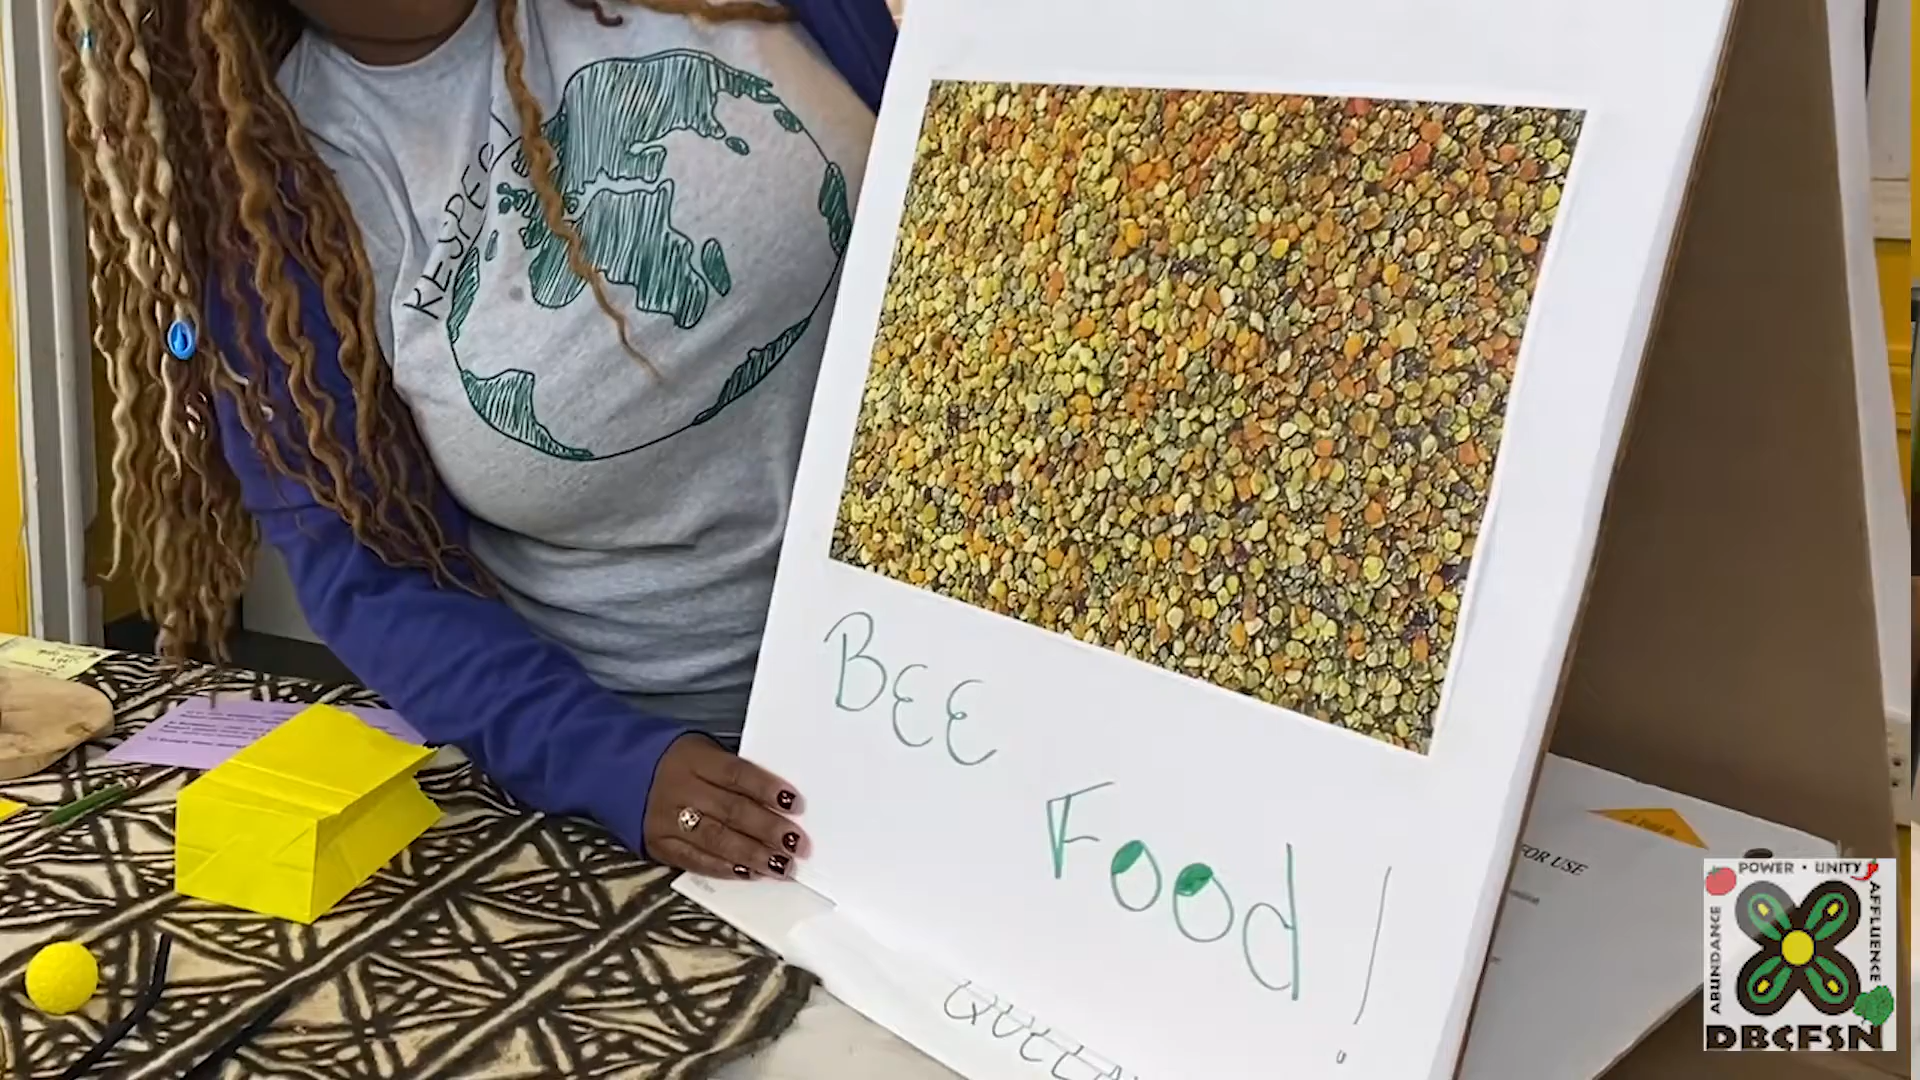 RESPECT
BEE
FOOD!
FOR USE
POWER • UNITY
ABUNDANCE
AFFLUENCE
DBCFSN